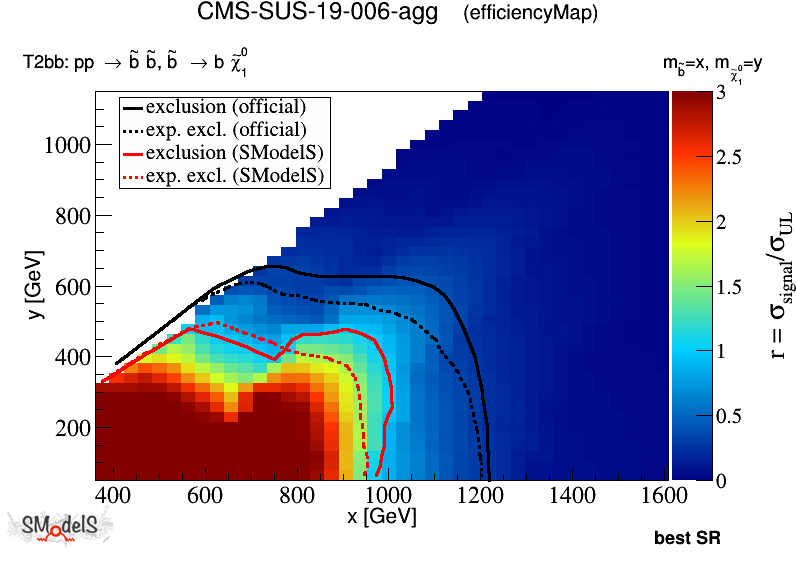 CMS-SUS-19-006-agg (efficiencyMap)
T2bb: pp → b̃ b̃, b̃ → b χ̃₁⁰
m_b̃=x, m_χ̃₁⁰=y
exclusion (official)
exp. excl. (official)
exclusion (SModelS)
exp. excl. (SModelS)
1000
800
600
400
200
y [GeV]
400 600 800 1000 1200 1400 1600
x [GeV]
3
2.5
2
1.5
1
0.5
0
r = σ_signal/σ_UL
SModelS
best SR